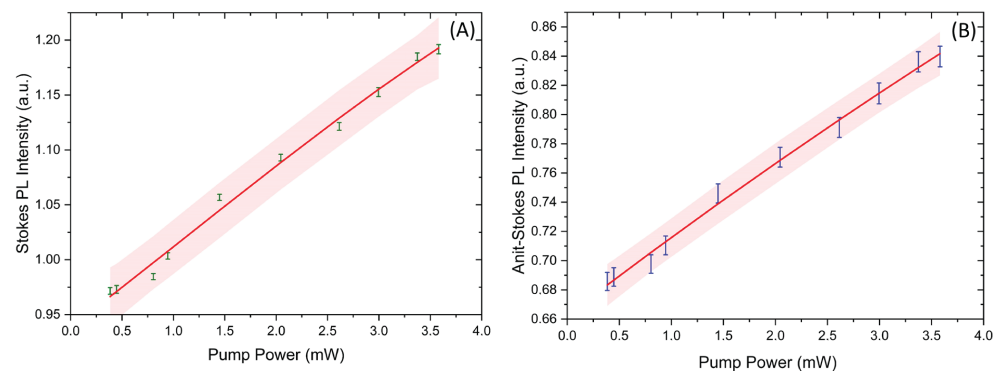 (A)
Stokes PL Intensity (a.u.)
1.20
1.15
1.10
1.05
1.00
0.95
0.0 0.5 1.0 1.5 2.0 2.5 3.0 3.5 4.0
Pump Power (mW)
(B)
Anit-Stokes PL Intensity (a.u.)
0.86
0.84
0.82
0.80
0.78
0.76
0.74
0.72
0.70
0.68
0.66
0.0 0.5 1.0 1.5 2.0 2.5 3.0 3.5 4.0
Pump Power (mW)